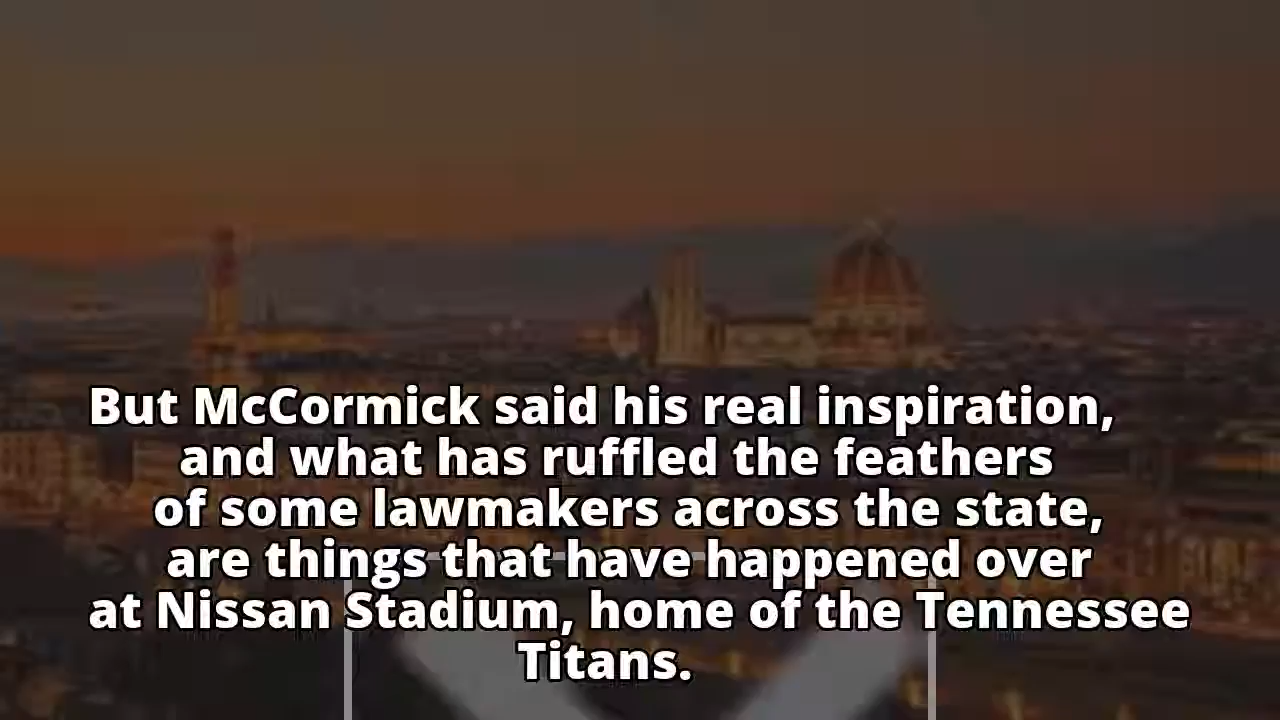 But McCormick said his real inspiration,
and what has ruffled the feathers
of some lawmakers across the state,
are things that have happened over
at Nissan Stadium, home of the Tennessee
Titans.